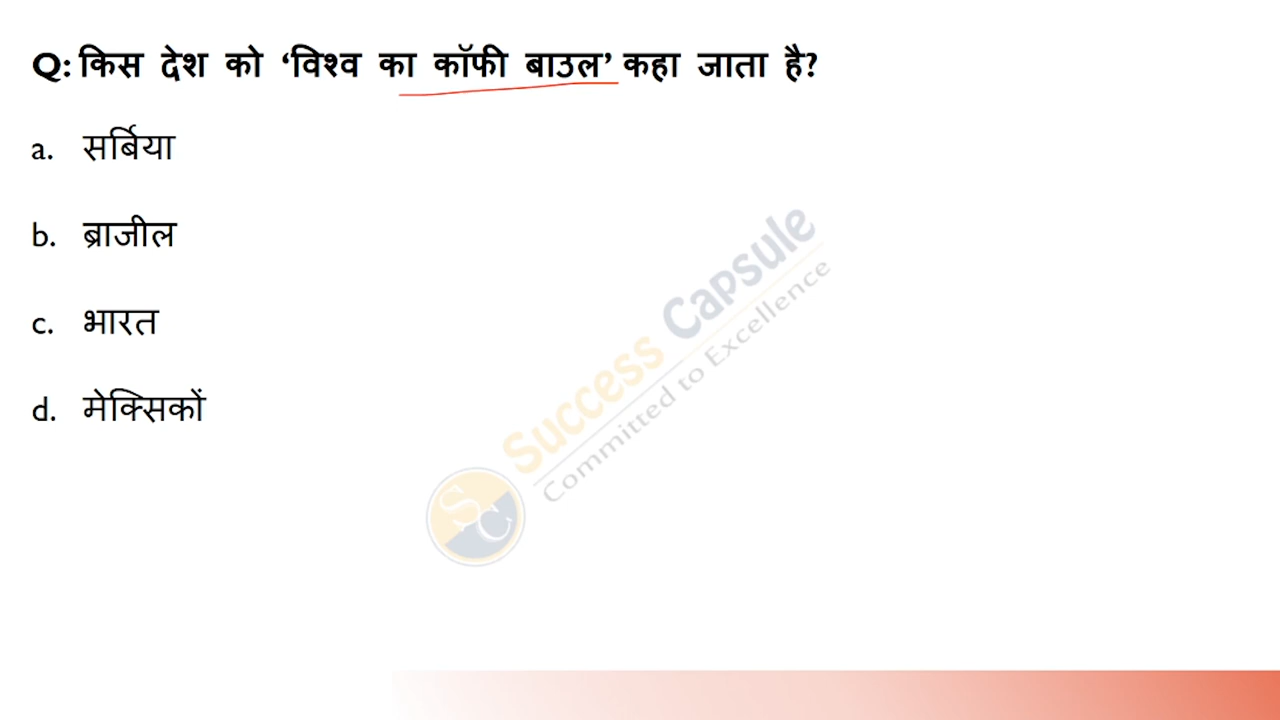 Q: किस देश को ‘विश्व का कॉफी बाउल’ कहा जाता है?
a. सर्बिया
b. ब्राजील
c. भारत
d. मेक्सिकों
Success Capsule
Committed to Excellence
SC